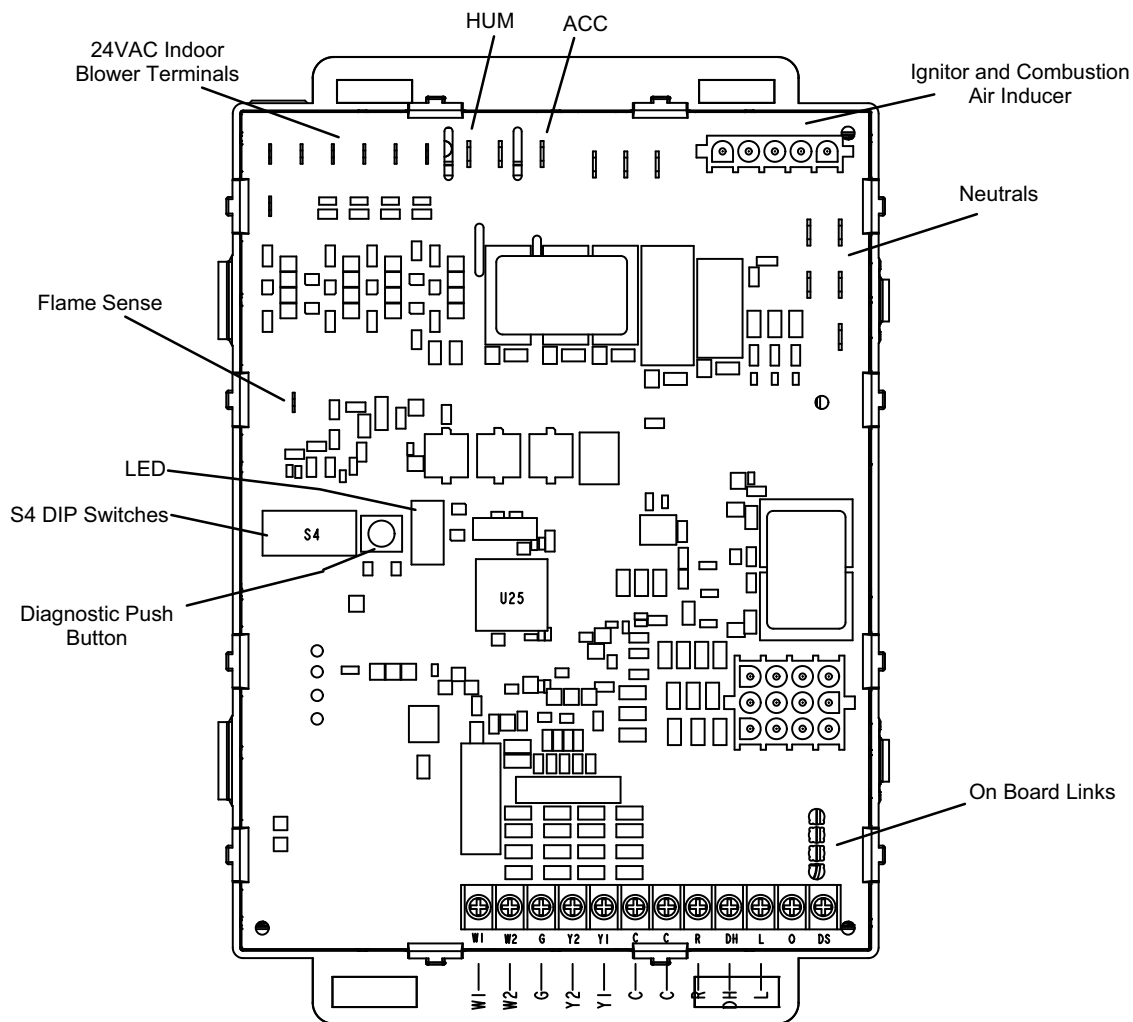 HUM
ACC
24VAC Indoor
Blower Terminals
Ignitor and Combustion
Air Inducer
Neutrals
Flame Sense
LED
S4 DIP Switches
S4
U25
Diagnostic Push
Button
On Board Links
W1 W2 G Y2 Y1 C C R DH L O DS
W1 W2 G Y2 Y1 C C R DH L